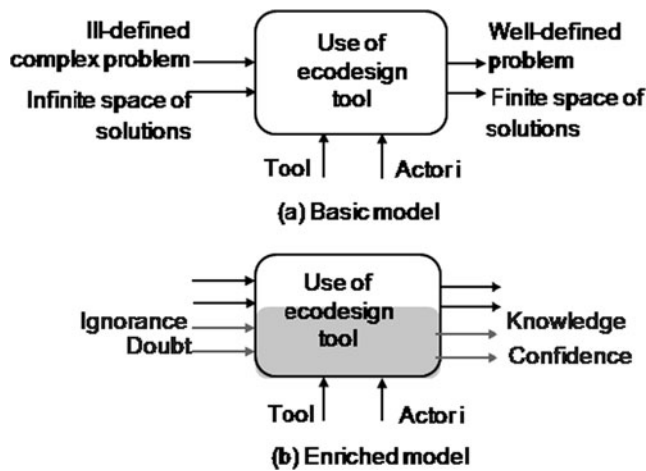 Ill-defined
complex problem
Infinite space of
solutions
Use of
ecodesign
tool
Well-defined
problem
Finite space of
solutions
Tool
Actor i
(a) Basic model
Ignorance
Doubt
Use of
ecodesign
tool
Knowledge
Confidence
Tool
Actor i
(b) Enriched model